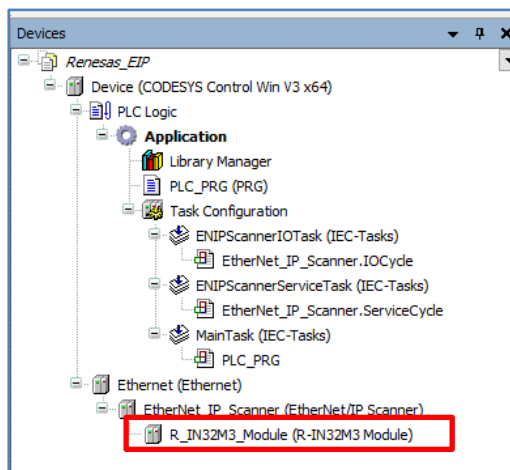 Devices
Renesas_EIP
Device (CODESYS Control Win V3 x64)
PLC Logic
Application
Library Manager
PLC_PRG (PRG)
Task Configuration
ENIPScannerIOTask (IEC-Tasks)
EtherNet_IP_Scanner.IOCycle
ENIPScannerServiceTask (IEC-Tasks)
EtherNet_IP_Scanner.ServiceCycle
MainTask (IEC-Tasks)
PLC_PRG
Ethernet (Ethernet)
EtherNet_IP_Scanner (EtherNet/IP Scanner)
R_IN32M3_Module (R-IN32M3 Module)